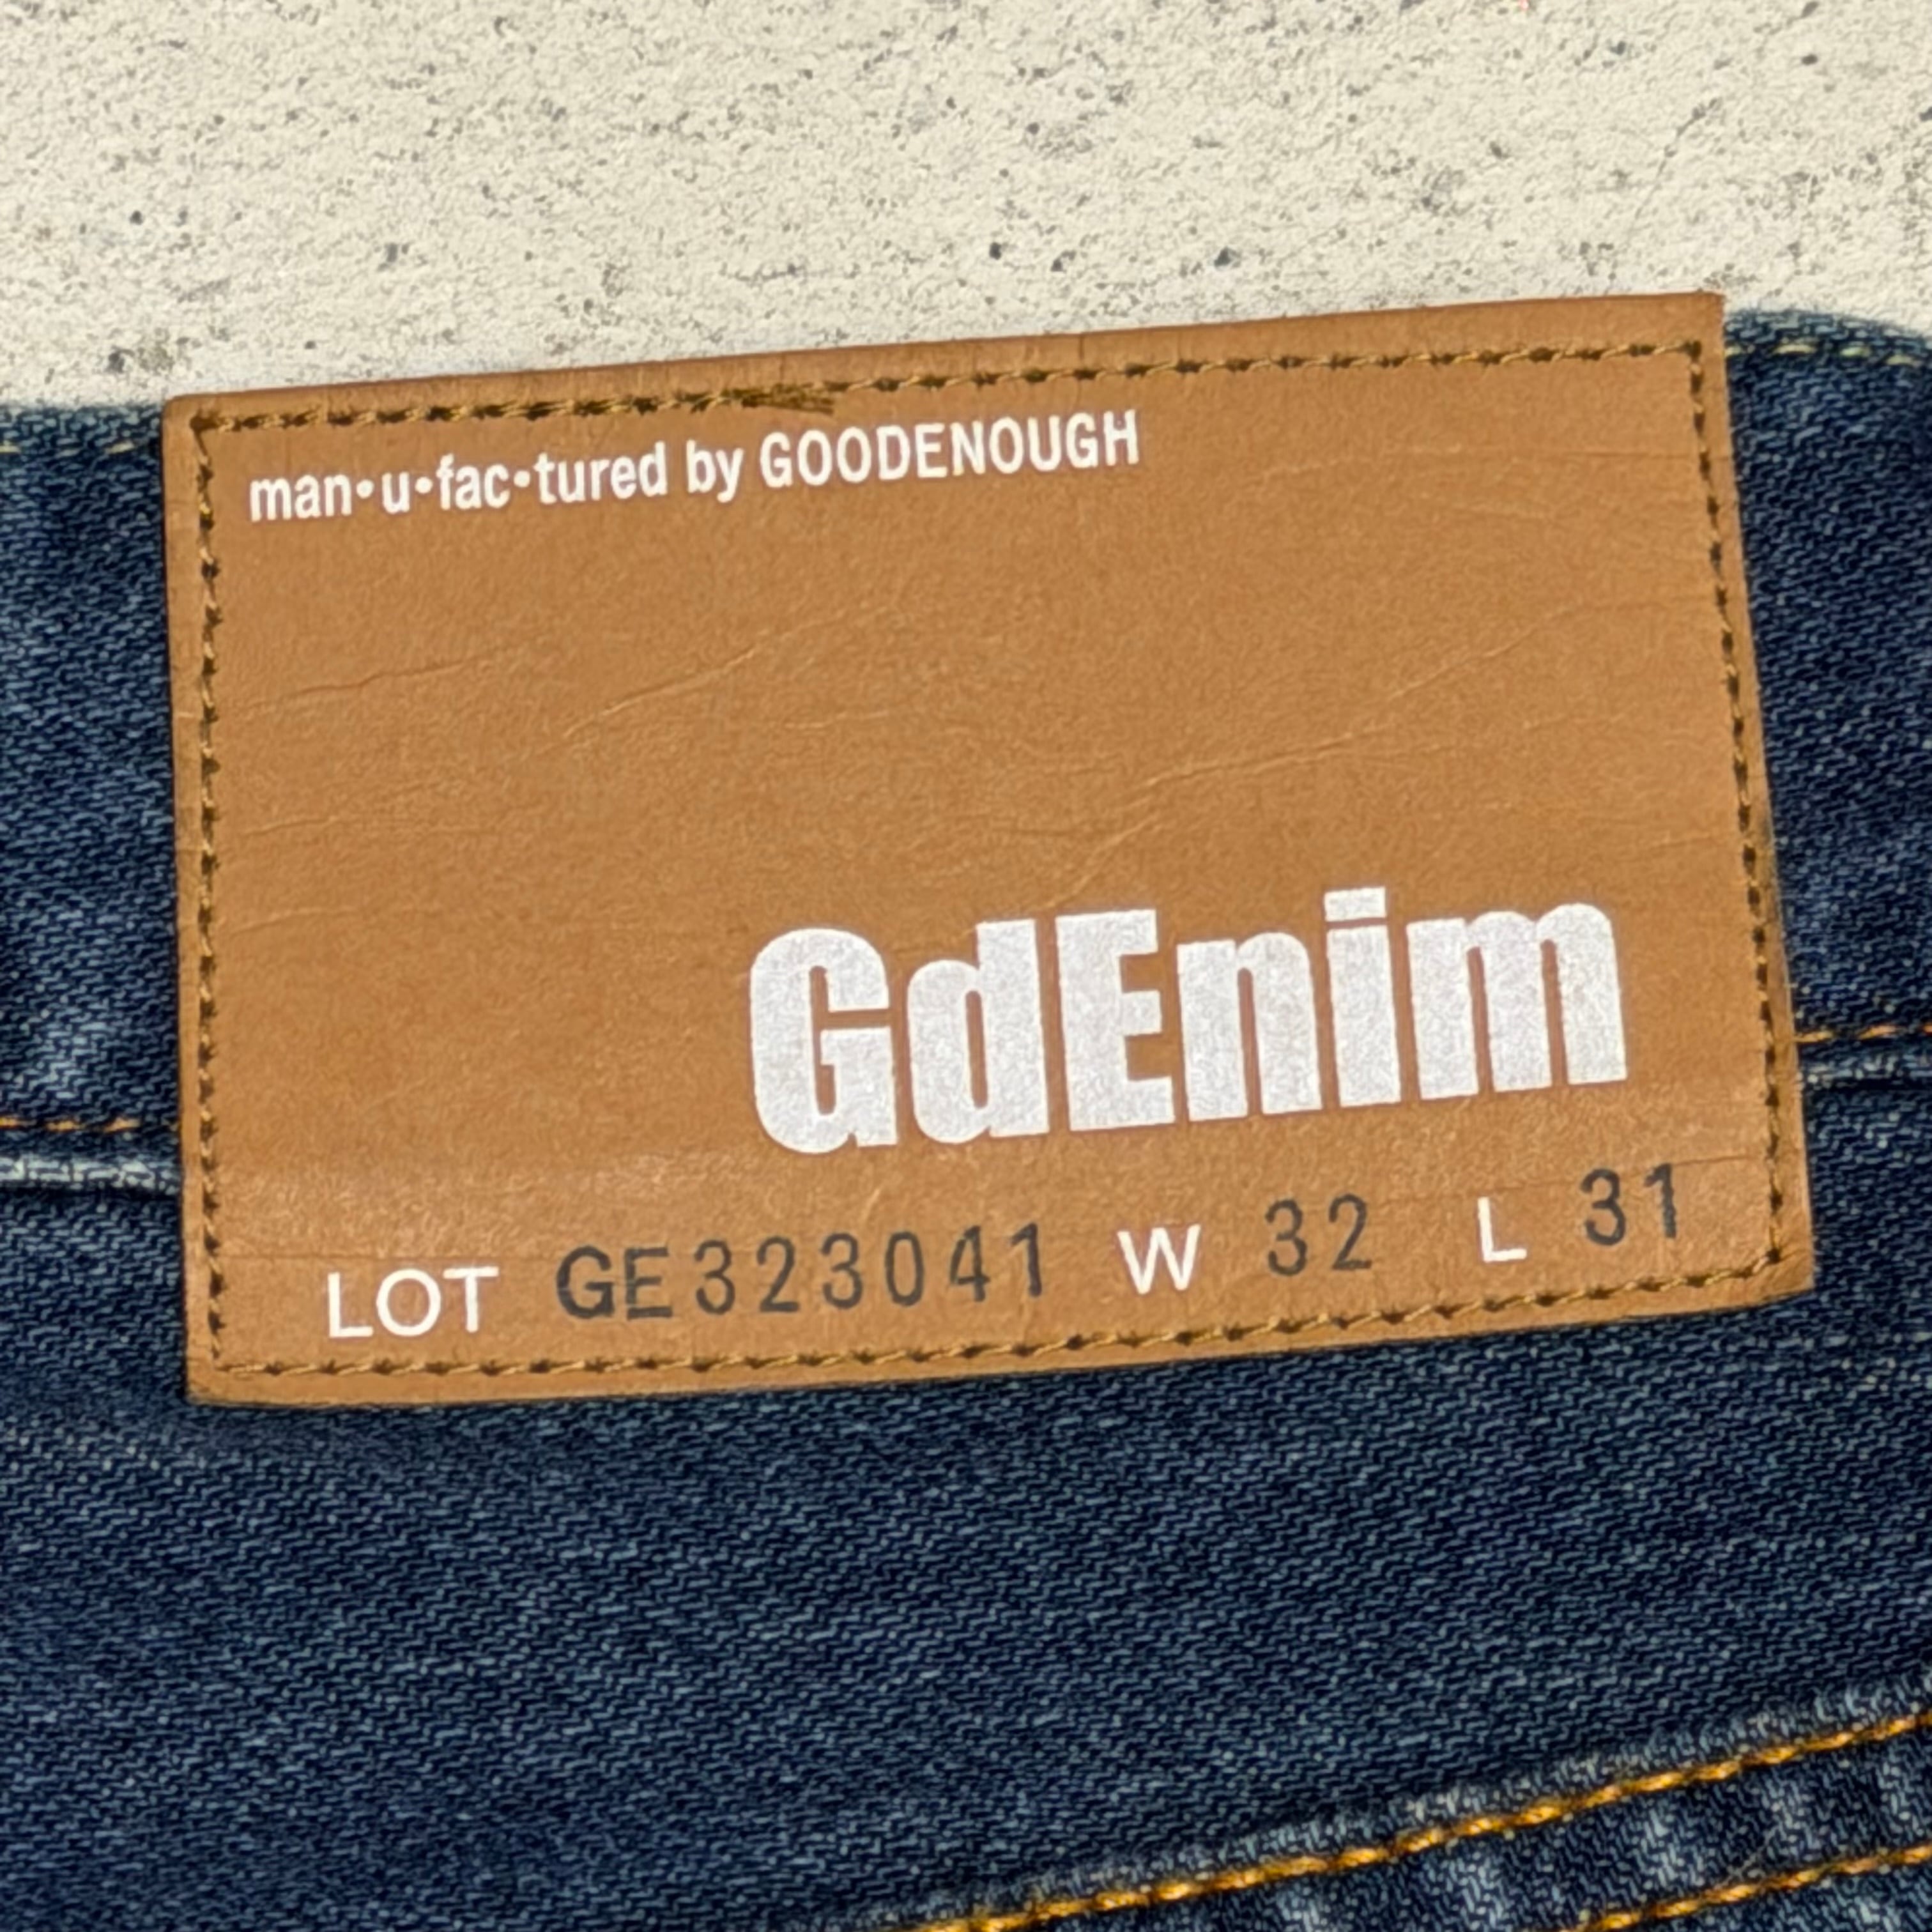 man•u•fac•tured by GOODENOUGH
GdEnim
LOT GE323041 W 32 L 31